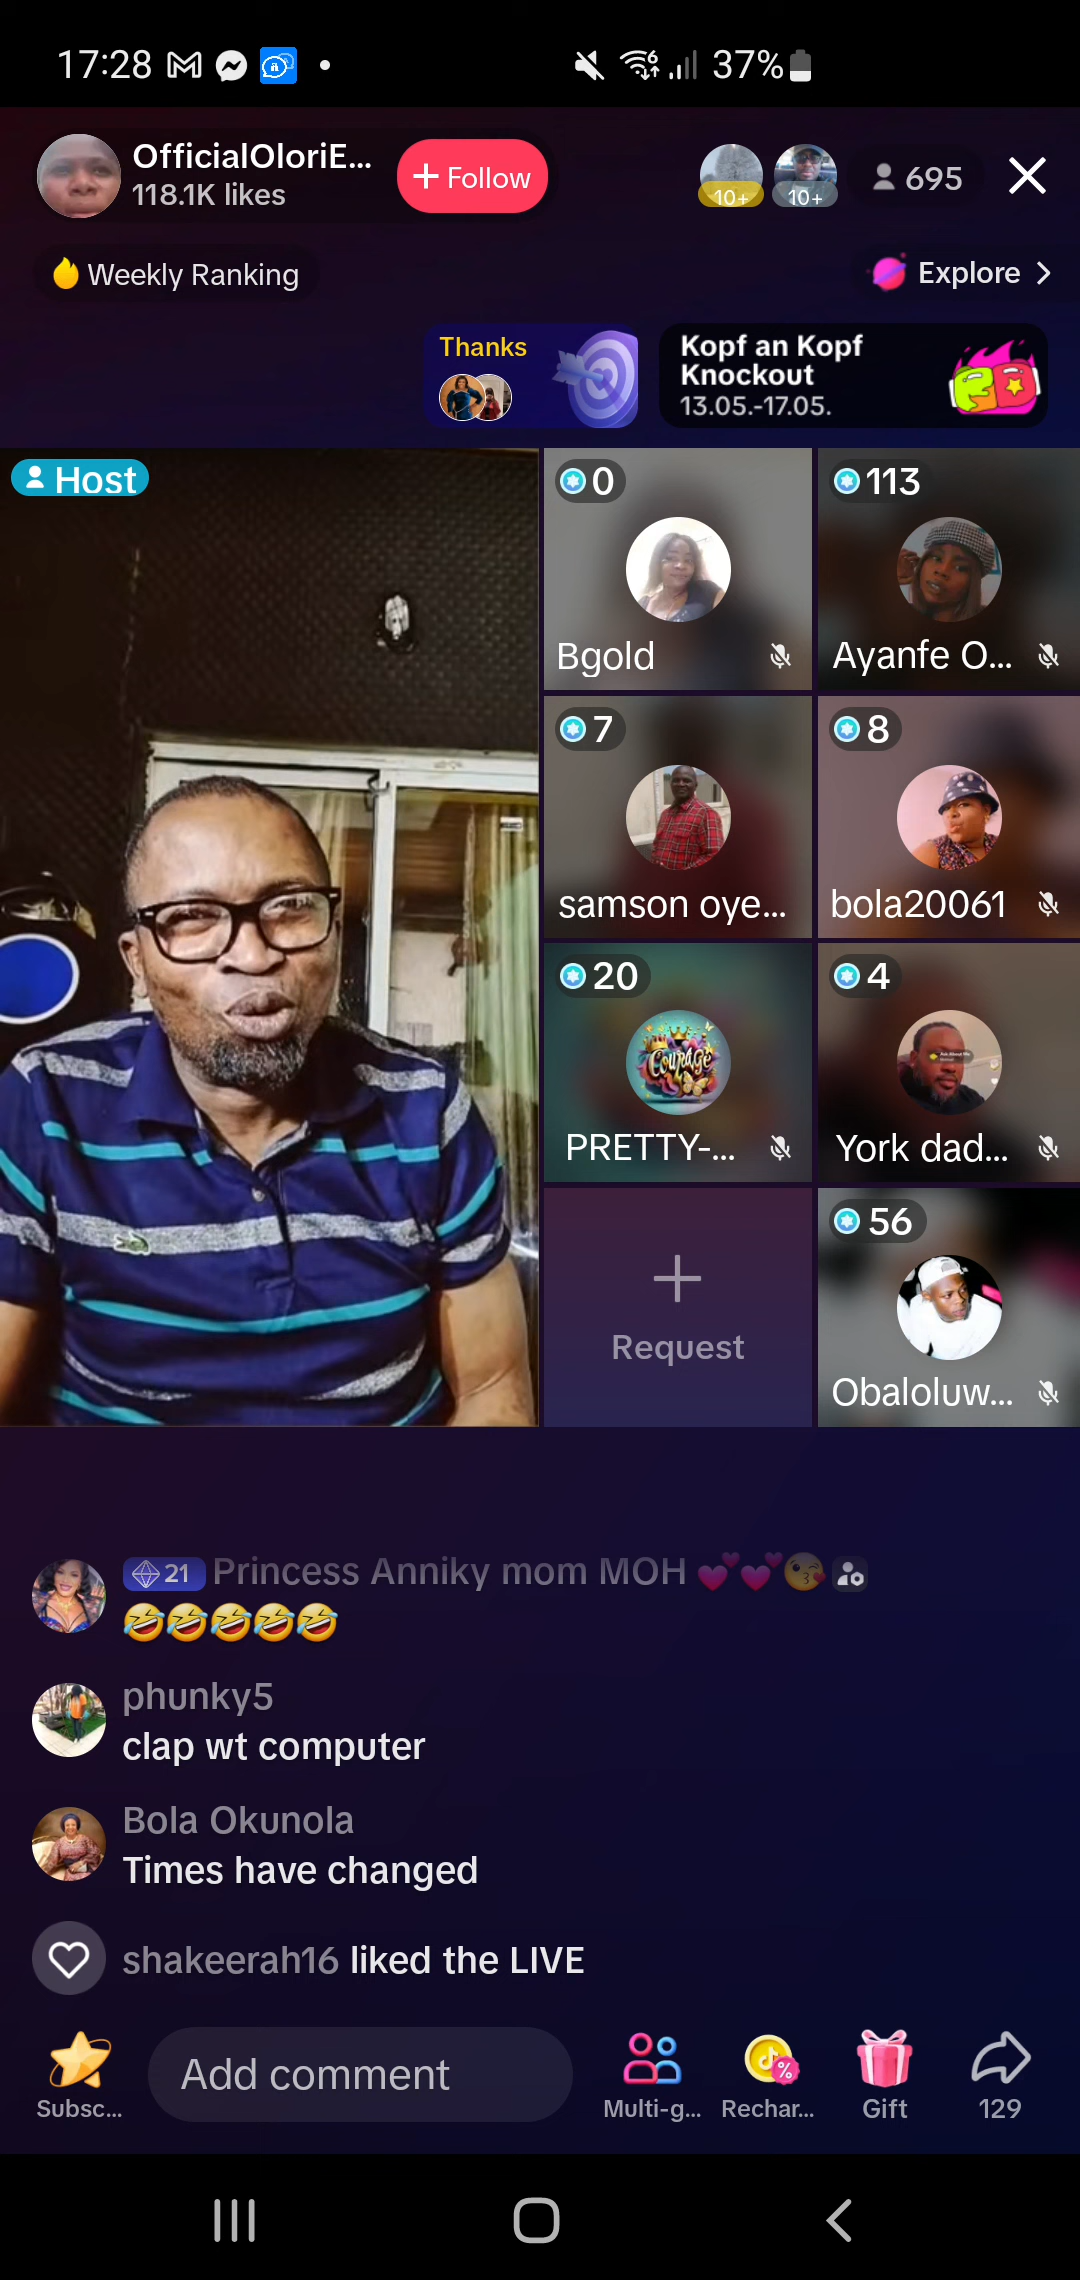 17:28
37%
OfficialOloriE...
118.1K likes
+ Follow
10+
10+
695
Weekly Ranking
Explore
Thanks
Kopf an Kopf
Knockout
13.05.-17.05.
Host
0
Bgold
113
Ayanfe O...
7
samson oye...
8
bola20061
20
Courage
PRETTY-...
4
York dad...
Request
56
Obaloluw...
21 Princess Anniky mom MOH 💕💕😘
🤣🤣🤣🤣🤣
phunky5
clap wt computer
Bola Okunola
Times have changed
shakeerah16 liked the LIVE
Subsc...
Add comment
Multi-g...
Rechar...
Gift
129